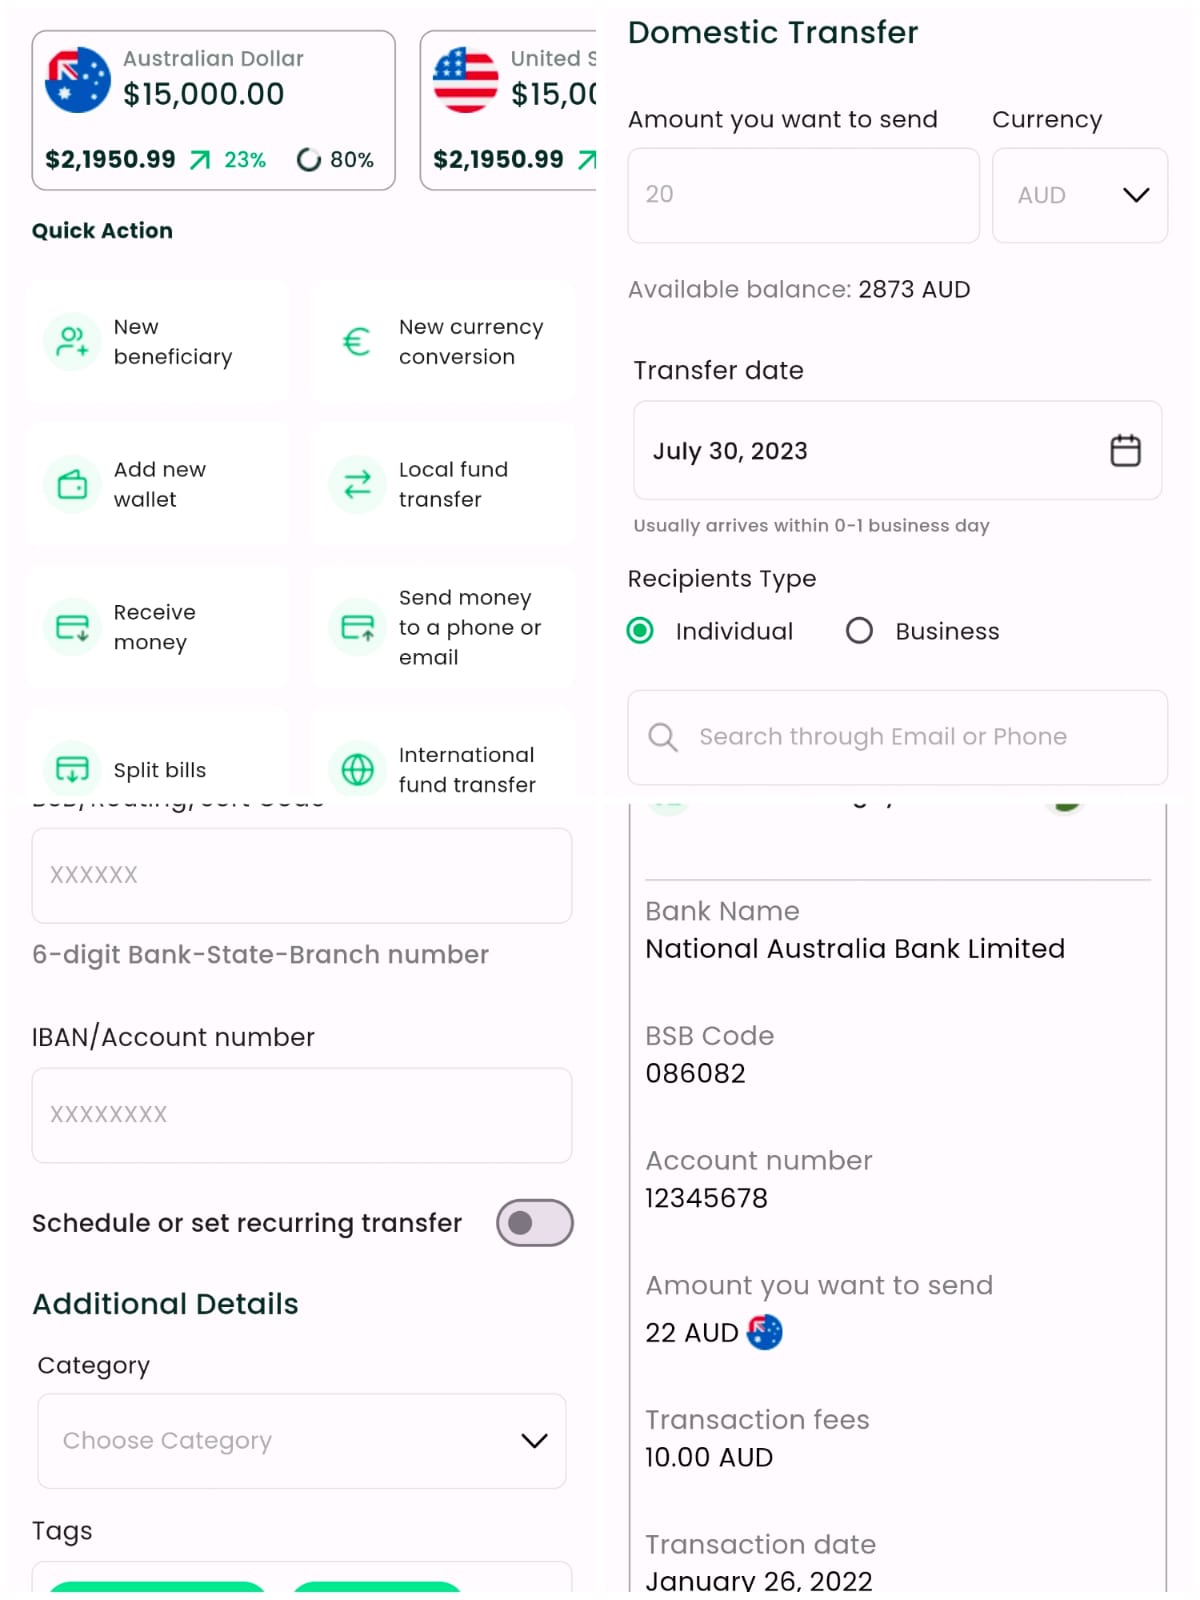 Australian Dollar
$15,000.00
$2,1950.99 23% 80%
United S
$15,00
$2,1950.99
Quick Action
New
beneficiary
New currency
conversion
Add new
wallet
Local fund
transfer
Receive
money
Send money
to a phone or
email
Split bills
International
fund transfer
Domestic Transfer
Amount you want to send
Currency
20
AUD
Available balance: 2873 AUD
Transfer date
July 30, 2023
Usually arrives within 0-1 business day
Recipients Type
Individual
Business
Search through Email or Phone
BSB/Routing/Sort Code
XXXXXX
6-digit Bank-State-Branch number
IBAN/Account number
XXXXXXXX
Schedule or set recurring transfer
Additional Details
Category
Choose Category
Tags
Bank Name
National Australia Bank Limited
BSB Code
086082
Account number
12345678
Amount you want to send
22 AUD
Transaction fees
10.00 AUD
Transaction date
January 26, 2022